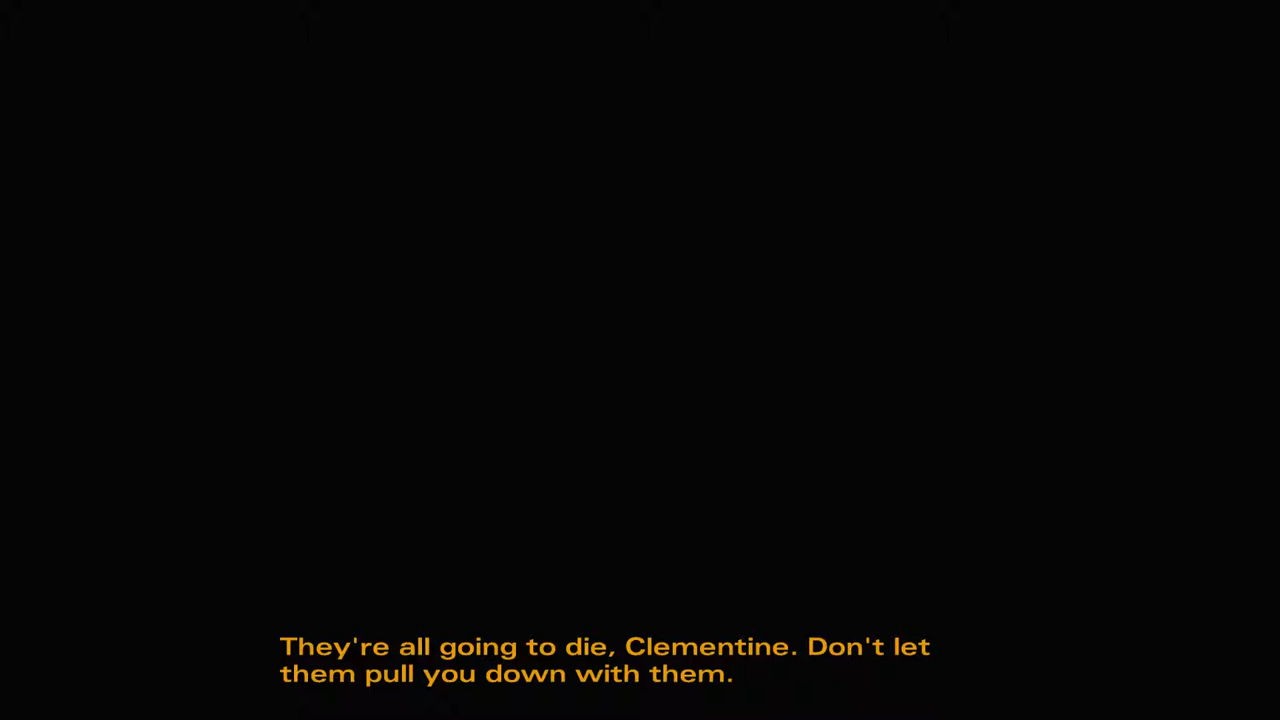 They're all going to die, Clementine. Don't let
them pull you down with them.